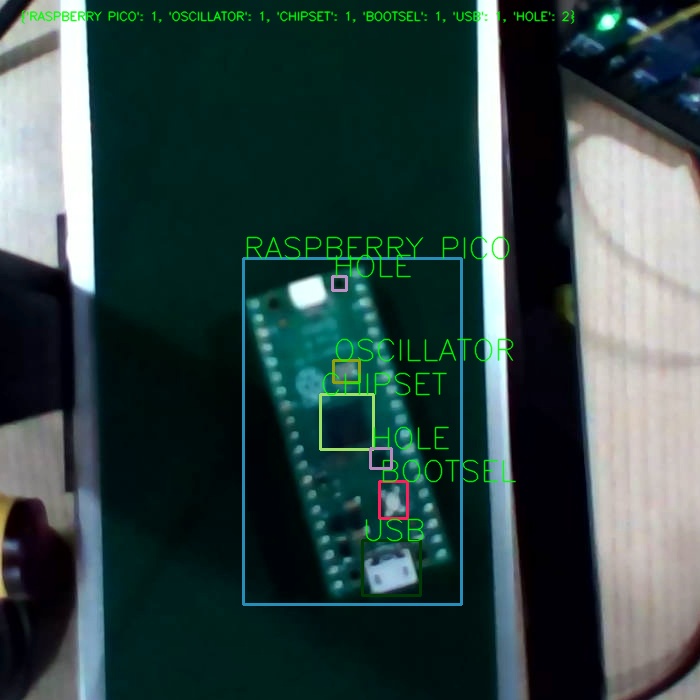 {'RASPBERRY PICO': 1, 'OSCILLATOR': 1, 'CHIPSET': 1, 'BOOTSEL': 1, 'USB': 1, 'HOLE': 2}
RASPBERRY PICO
HOLE
OSCILLATOR
CHIPSET
HOLE
BOOTSEL
USB